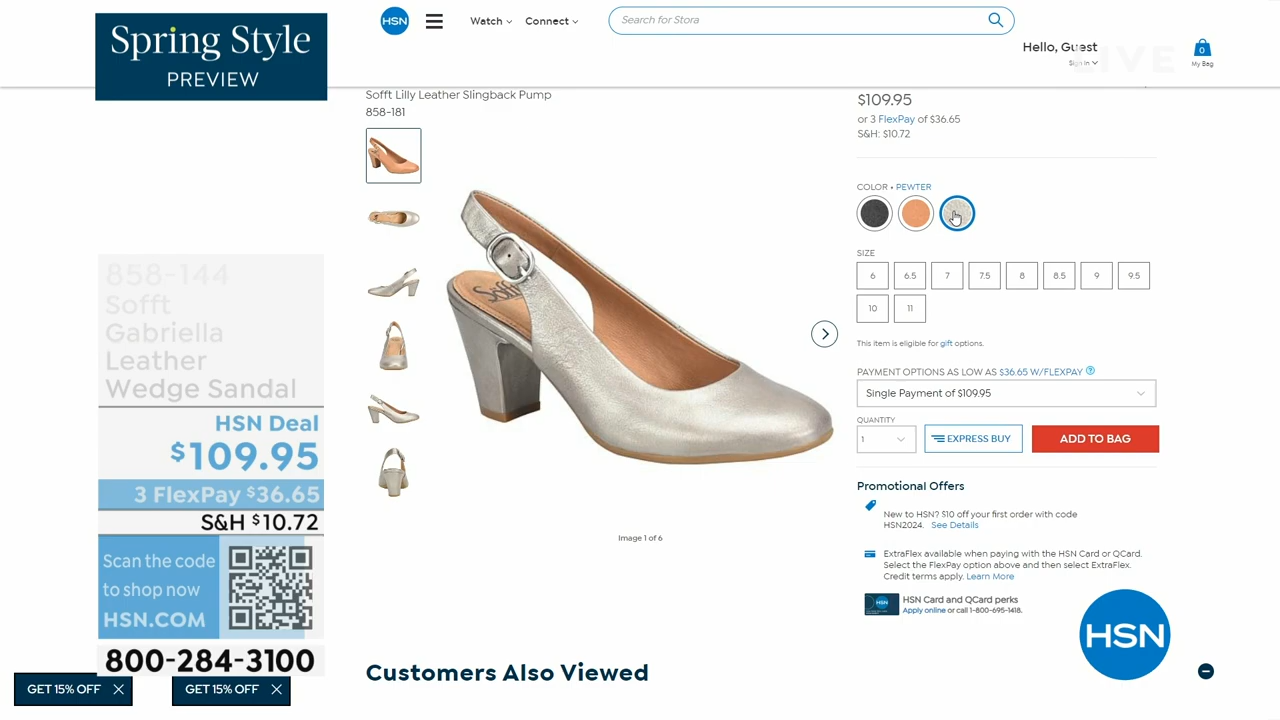 Spring Style
PREVIEW
HSN
Watch
Connect
Search for Stora
Hello, Guest
Sign In
LIVE
0
My Bag
Sofft Lilly Leather Slingback Pump
858-181
$109.95
or 3 FlexPay of $36.65
S&H: $10.72
COLOR • PEWTER
SIZE
6
6.5
7
7.5
8
8.5
9
9.5
10
11
This item is eligible for gift options.
PAYMENT OPTIONS AS LOW AS $36.65 W/FLEXPAY ?
Single Payment of $109.95
QUANTITY
1
EXPRESS BUY
ADD TO BAG
Promotional Offers
New to HSN? $10 off your first order with code
HSN2024. See Details
ExtraFlex available when paying with the HSN Card or QCard.
Select the FlexPay option above and then select ExtraFlex.
Credit terms apply. Learn More
HSN
HSN Card and QCard perks
Apply online or call 1-800-695-1418.
Sofft
Image 1 of 6
858-144
Sofft
Gabriella
Leather
Wedge Sandal
HSN Deal
$109.95
3 FlexPay $36.65
S&H $10.72
Scan the code
to shop now
HSN.COM
800-284-3100
GET 15% OFF
GET 15% OFF
Customers Also Viewed
HSN